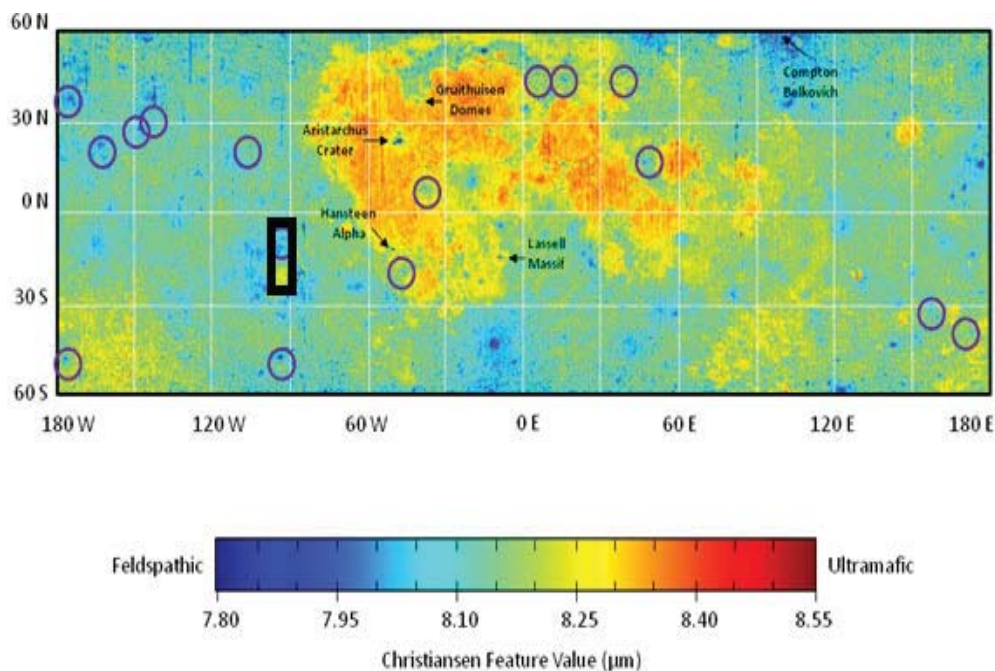 60 N
Compton
Belkovich
Gruithuisen
Domes
30 N
Aristarchus
Crater
0 N
Hansteen
Alpha
Lassell
Massif
30 S
60 S
180 W 120 W 60 W 0 E 60 E 120 E 180 E
Feldspathic Ultramafic
7.80 7.95 8.10 8.25 8.40 8.55
Christiansen Feature Value (µm)